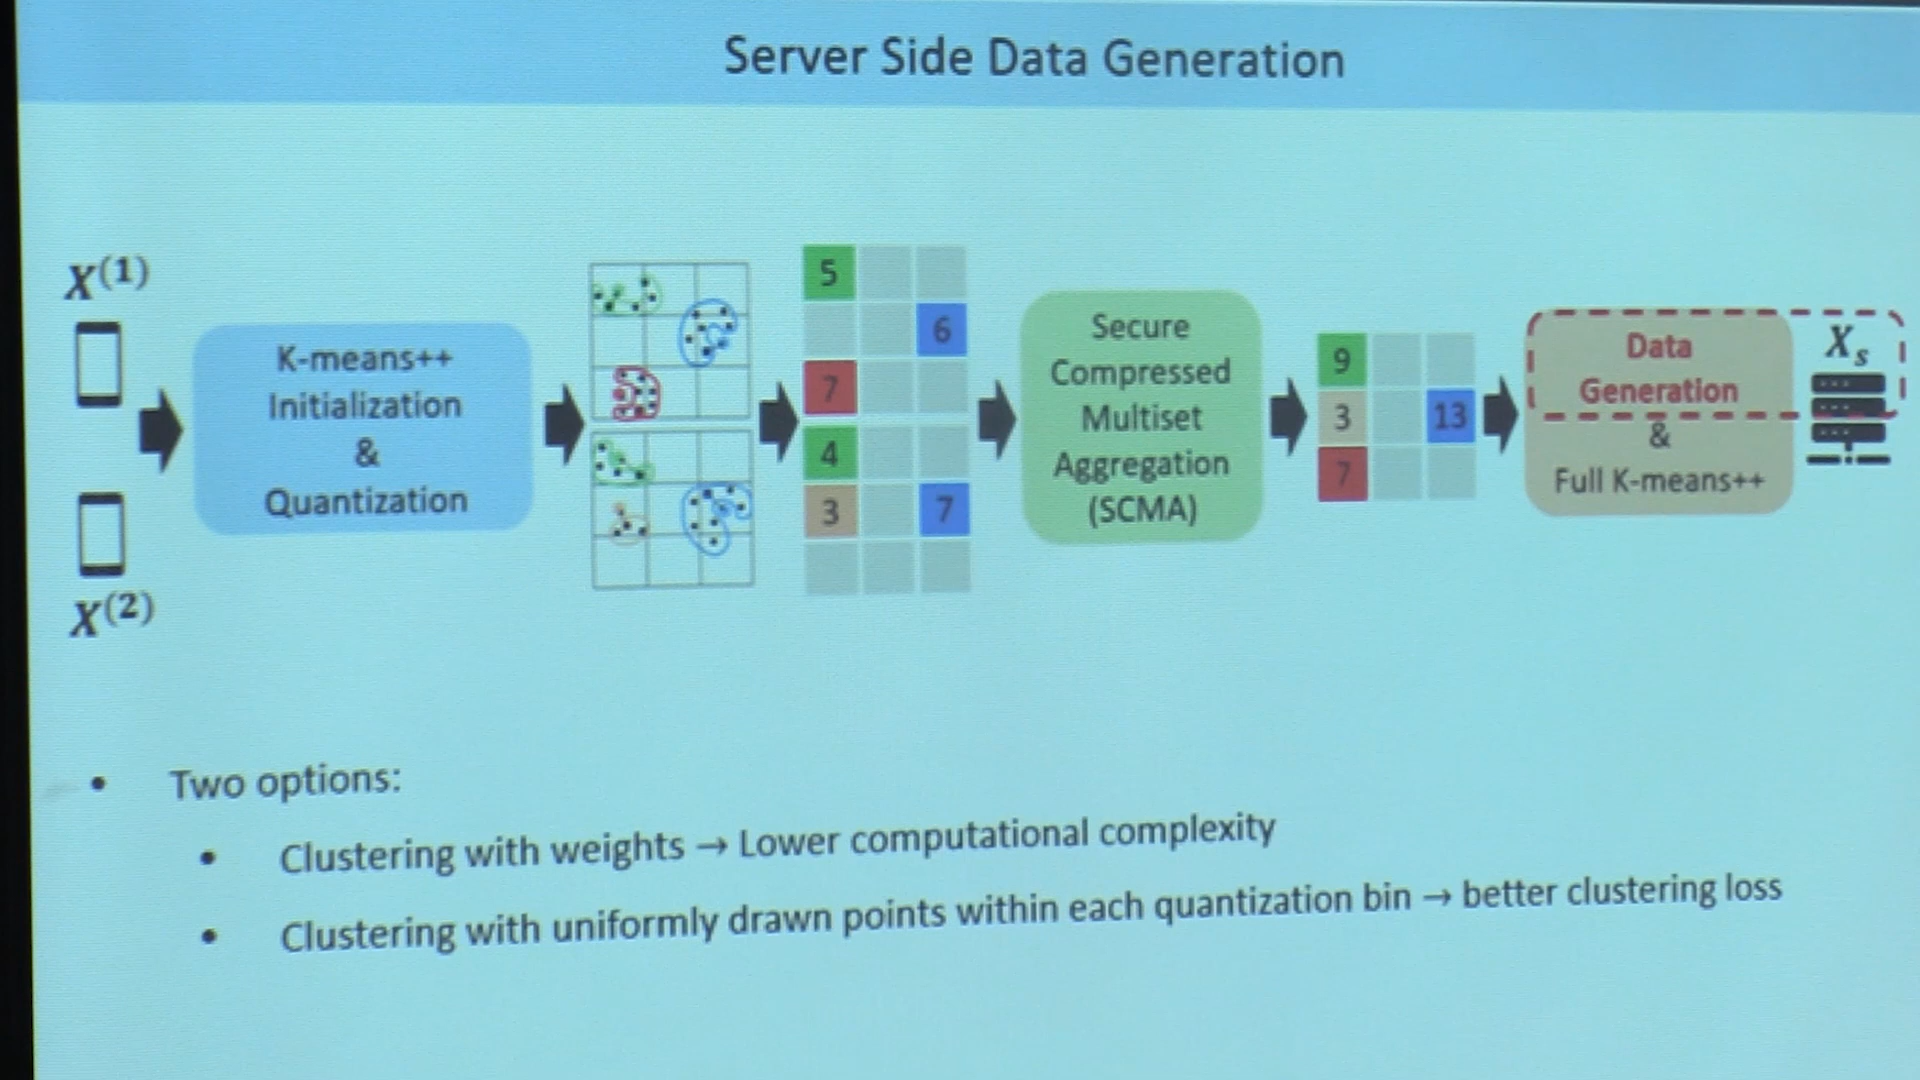 Server Side Data Generation
X(1)
X(2)
K-means++
Initialization
&
Quantization
5
6
7
4
3
7
Secure
Compressed
Multiset
Aggregation
(SCMA)
9
3
13
7
Data
Generation
&
Full K-means++
Xs
• Two options:
• Clustering with weights → Lower computational complexity
• Clustering with uniformly drawn points within each quantization bin → better clustering loss